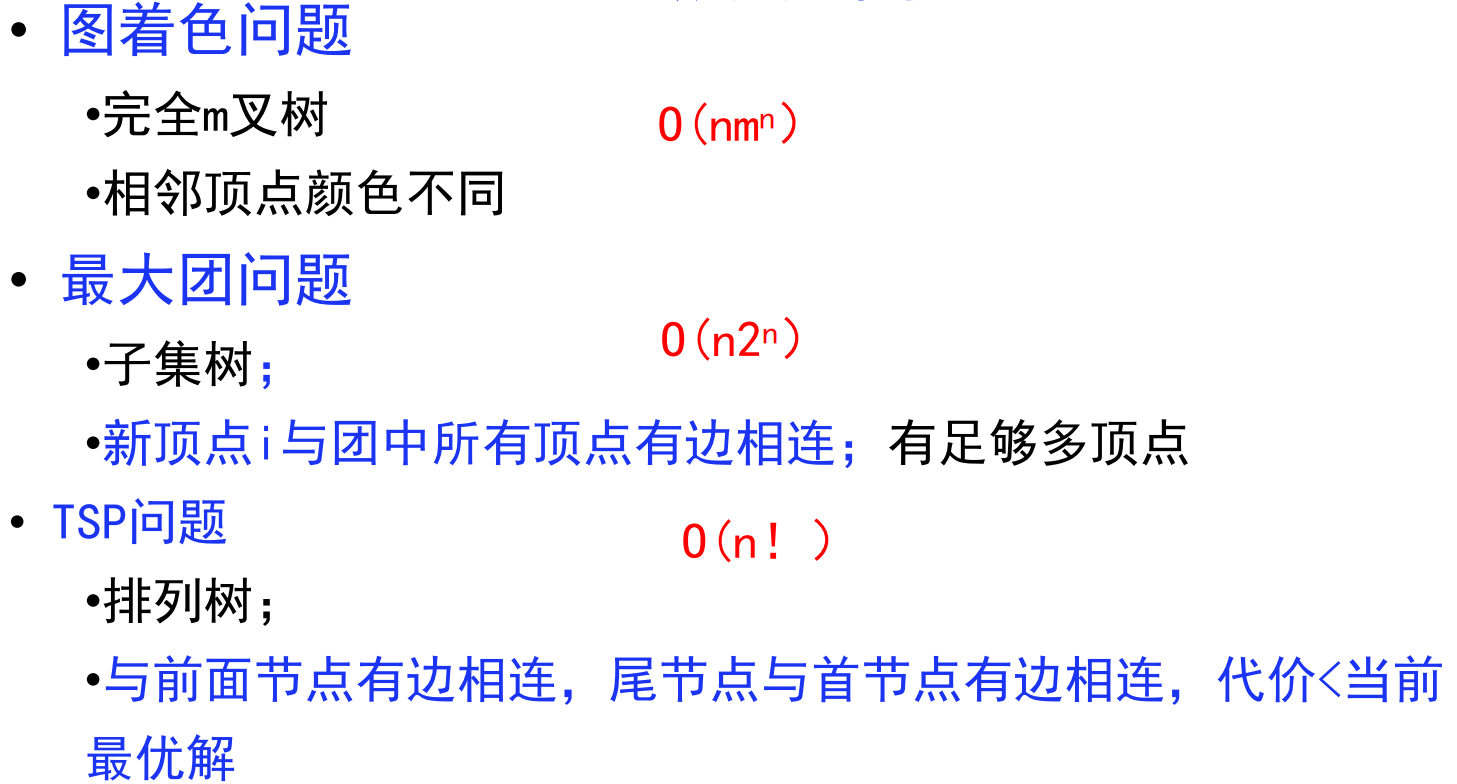 • 图着色问题
•完全m叉树
O(nmⁿ)
•相邻顶点颜色不同
• 最大团问题
O(n2ⁿ)
•子集树；
•新顶点i与团中所有顶点有边相连；有足够多顶点
• TSP问题
O(n！)
•排列树；
•与前面节点有边相连，尾节点与首节点有边相连，代价<当前
最优解